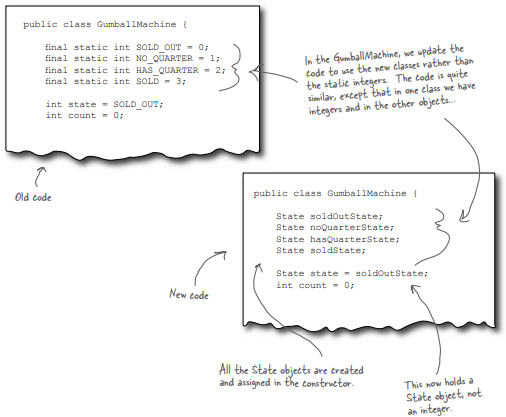 public class GumballMachine {
final static int SOLD_OUT = 0;
final static int NO_QUARTER = 1;
final static int HAS_QUARTER = 2;
final static int SOLD = 3;
int state = SOLD_OUT;
int count = 0;
In the GumballMachine, we update the
code to use the new classes rather than
the static integers. The code is quite
similar, except that in one class we have
integers and in the other objects...
Old code
public class GumballMachine {
State soldOutState;
State noQuarterState;
State hasQuarterState;
State soldState;
State state = soldOutState;
int count = 0;
New code
All the State objects are created
and assigned in the constructor.
This now holds a
State object, not
an integer.